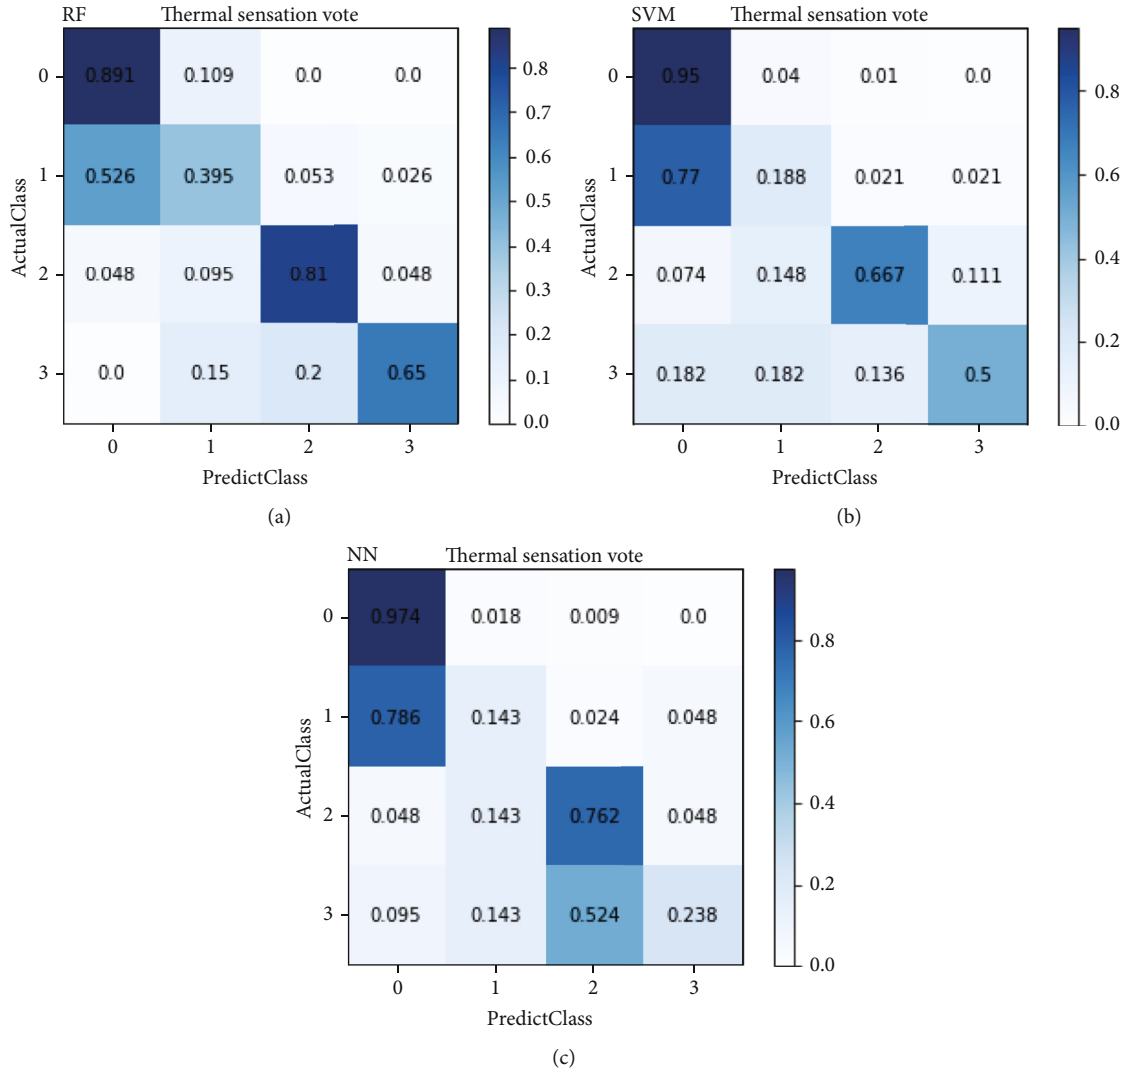 RF Thermal sensation vote
0 0.891 0.109 0.0 0.0
1 0.526 0.395 0.053 0.026
2 0.048 0.095 0.81 0.048
3 0.0 0.15 0.2 0.65
0 1 2 3
PredictClass
ActualClass
0.8
0.7
0.6
0.5
0.4
0.3
0.2
0.1
0.0
(a)
SVM Thermal sensation vote
0 0.95 0.04 0.01 0.0
1 0.77 0.188 0.021 0.021
2 0.074 0.148 0.667 0.111
3 0.182 0.182 0.136 0.5
0 1 2 3
PredictClass
ActualClass
0.8
0.6
0.4
0.2
0.0
(b)
NN Thermal sensation vote
0 0.974 0.018 0.009 0.0
1 0.786 0.143 0.024 0.048
2 0.048 0.143 0.762 0.048
3 0.095 0.143 0.524 0.238
0 1 2 3
PredictClass
ActualClass
0.8
0.6
0.4
0.2
0.0
(c)